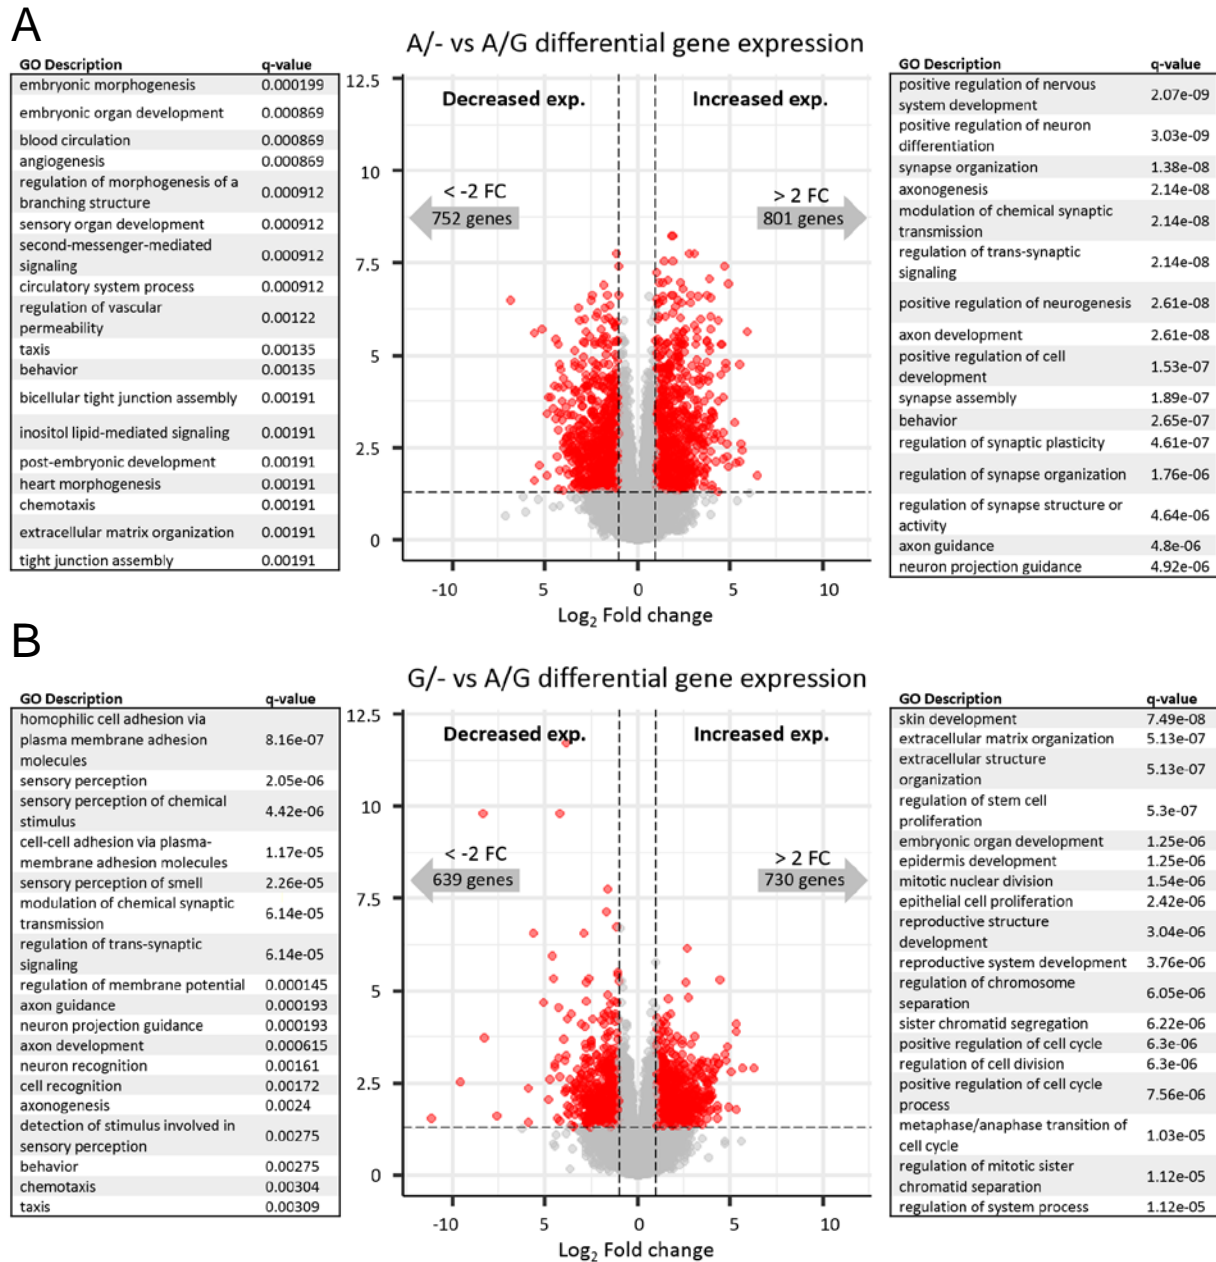 A
A/- vs A/G differential gene expression
GO Description q-value
embryonic morphogenesis 0.000199
embryonic organ development 0.000869
blood circulation 0.000869
angiogenesis 0.000869
regulation of morphogenesis of a
branching structure 0.000912
sensory organ development 0.000912
second-messenger-mediated
signaling 0.000912
circulatory system process 0.000912
regulation of vascular
permeability 0.00122
taxis 0.00135
behavior 0.00135
bicellular tight junction assembly 0.00191
inositol lipid-mediated signaling 0.00191
post-embryonic development 0.00191
heart morphogenesis 0.00191
chemotaxis 0.00191
extracellular matrix organization 0.00191
tight junction assembly 0.00191
12.5
10
7.5
5
2.5
0
Decreased exp. Increased exp.
< -2 FC
752 genes
> 2 FC
801 genes
-10 5 0 5 10
Log2 Fold change
GO Description q-value
positive regulation of nervous
system development 2.07e-09
positive regulation of neuron
differentiation 3.03e-09
synapse organization 1.38e-08
axonogenesis 2.14e-08
modulation of chemical synaptic
transmission 2.14e-08
regulation of trans-synaptic
signaling 2.14e-08
positive regulation of neurogenesis 2.61e-08
axon development 2.61e-08
positive regulation of cell
development 1.53e-07
synapse assembly 1.89e-07
behavior 2.65e-07
regulation of synaptic plasticity 4.61e-07
regulation of synapse organization 1.76e-06
regulation of synapse structure or
activity 4.64e-06
axon guidance 4.8e-06
neuron projection guidance 4.92e-06
B
G/- vs A/G differential gene expression
GO Description q-value
homophilic cell adhesion via
plasma membrane adhesion 8.16e-07
molecules
sensory perception 2.05e-06
sensory perception of chemical
stimulus 4.42e-06
cell-cell adhesion via plasma-
membrane adhesion molecules 1.17e-05
sensory perception of smell 2.26e-05
modulation of chemical synaptic
transmission 6.14e-05
regulation of trans-synaptic
signaling 6.14e-05
regulation of membrane potential 0.000145
axon guidance 0.000193
neuron projection guidance 0.000193
axon development 0.000615
neuron recognition 0.00161
cell recognition 0.00172
axonogenesis 0.0024
detection of stimulus involved in
sensory perception 0.00275
behavior 0.00275
chemotaxis 0.00304
taxis 0.00309
12.5
10
7.5
5
2.5
0
Decreased exp. Increased exp.
< -2 FC
639 genes
> 2 FC
730 genes
-10 5 0 5 10
Log2 Fold change
GO Description q-value
skin development 7.49e-08
extracellular matrix organization 5.13e-07
extracellular structure
organization 5.13e-07
regulation of stem cell
proliferation 5.3e-07
embryonic organ development 1.25e-06
epidermis development 1.25e-06
mitotic nuclear division 1.54e-06
epithelial cell proliferation 2.42e-06
reproductive structure
development 3.04e-06
reproductive system development 3.76e-06
regulation of chromosome
separation 6.05e-06
sister chromatid segregation 6.22e-06
positive regulation of cell cycle 6.3e-06
regulation of cell division 6.3e-06
positive regulation of cell cycle
process 7.56e-06
metaphase/anaphase transition of
cell cycle 1.03e-05
regulation of mitotic sister
chromatid separation 1.12e-05
regulation of system process 1.12e-05